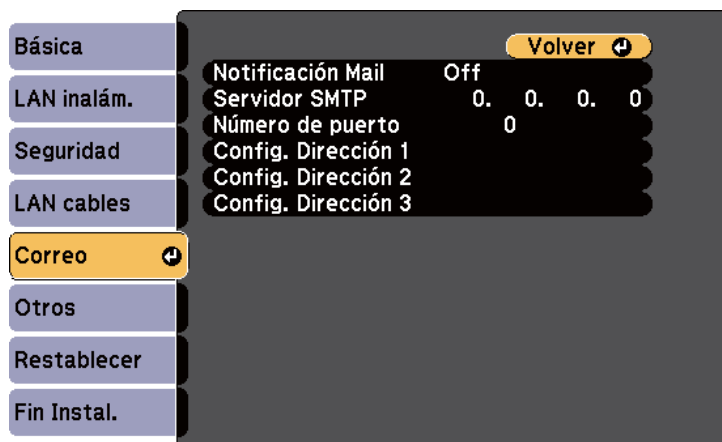 Básica
LAN inalám.
Seguridad
LAN cables
Correo
Otros
Restablecer
Fin Instal.
Volver
Notificación Mail Off
Servidor SMTP 0. 0. 0. 0
Número de puerto 0
Config. Dirección 1
Config. Dirección 2
Config. Dirección 3